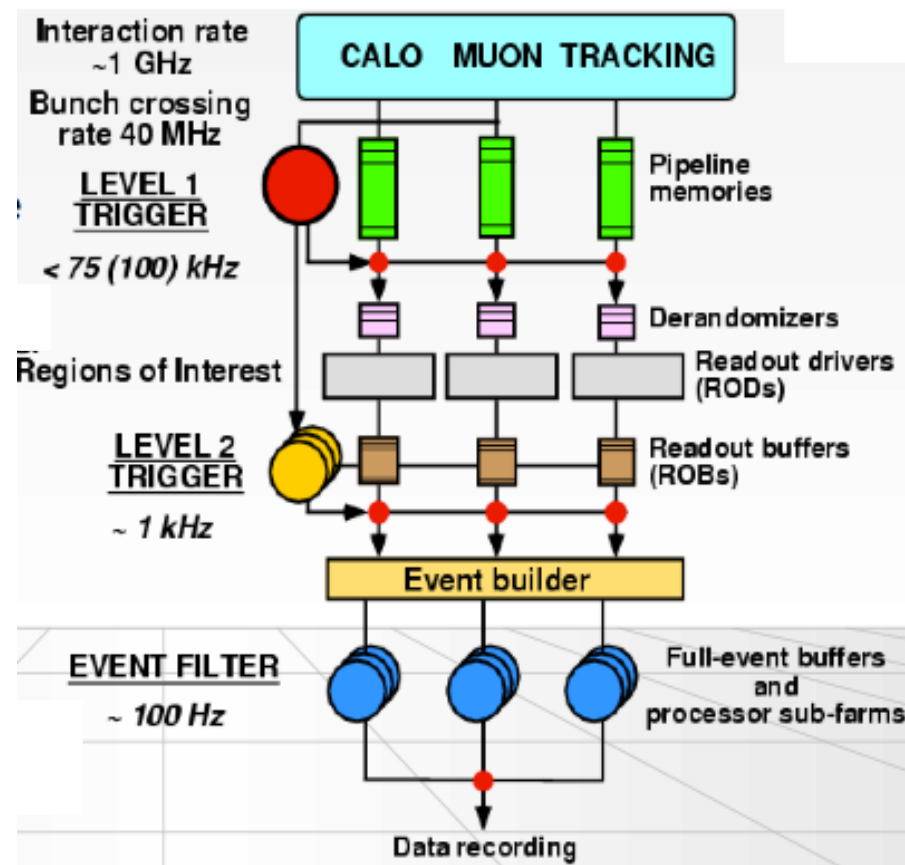 Interaction rate
~1 GHz
CALO MUON TRACKING
Bunch crossing
rate 40 MHz
LEVEL 1
TRIGGER
< 75 (100) kHz
Pipeline
memories
Derandomizers
Regions of Interest
Readout drivers
(RODs)
LEVEL 2
TRIGGER
~ 1 kHz
Readout buffers
(ROBs)
Event builder
EVENT FILTER
~ 100 Hz
Full-event buffers
and
processor sub-farms
Data recording